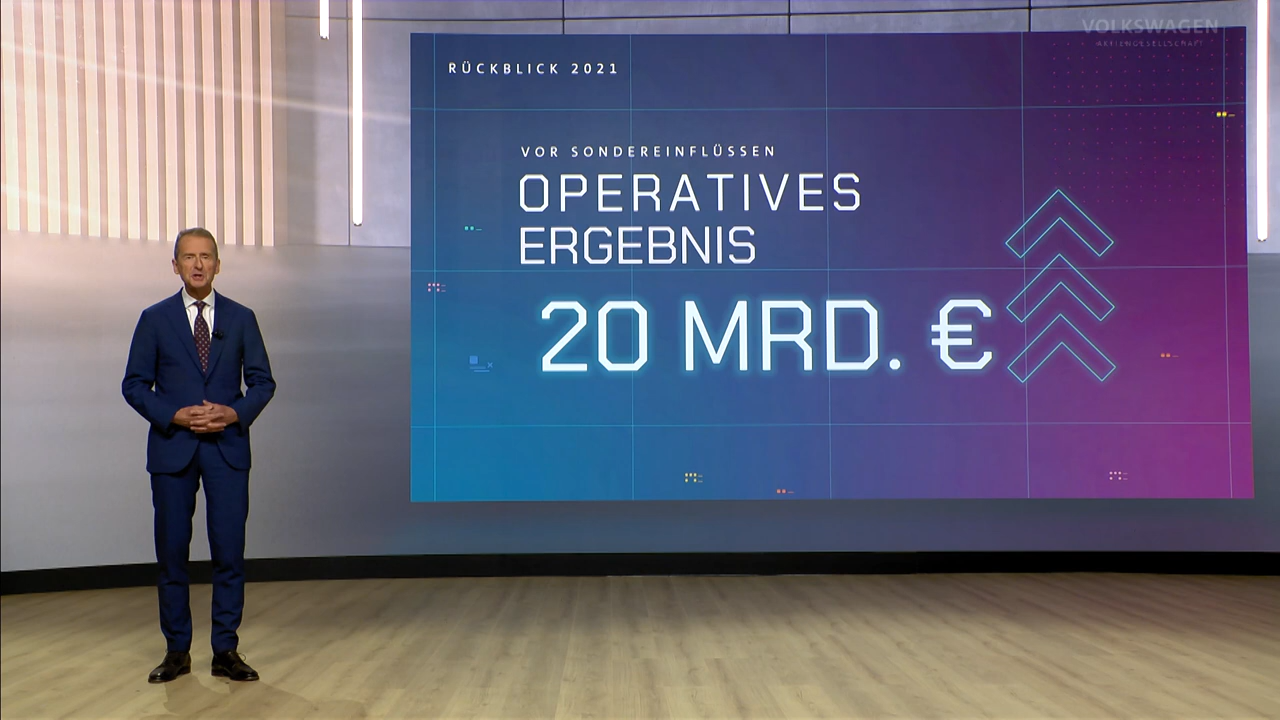 VOLKSWAGEN
AKTIENGESELLSCHAFT
RÜCKBLICK 2021
VOR SONDEREINFLÜSSEN
OPERATIVES
ERGEBNIS
20 MRD. €